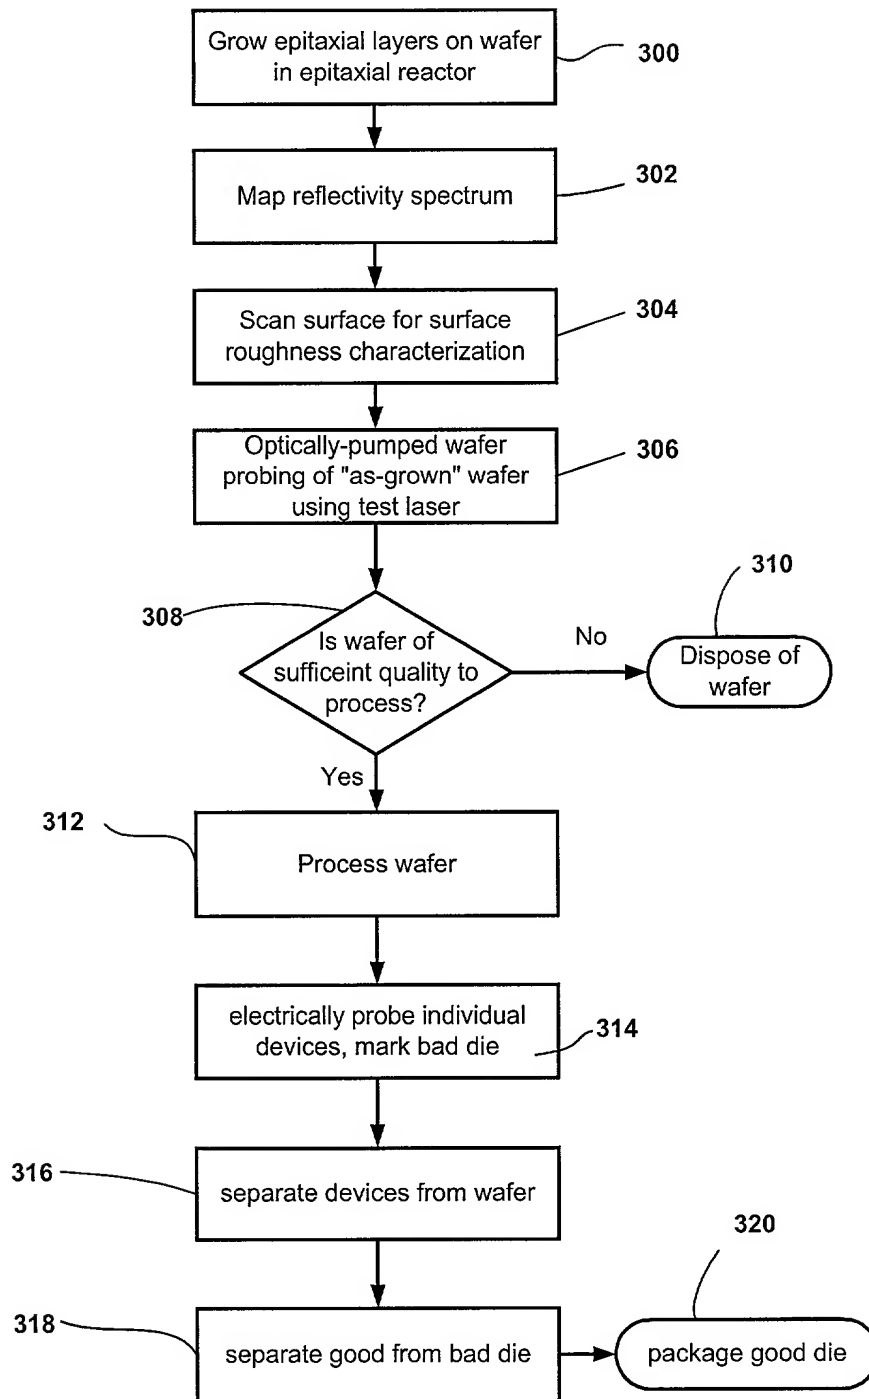 Grow epitaxial layers on wafer
in epitaxial reactor
300
Map reflectivity spectrum
302
Scan surface for surface
roughness characterization
304
Optically-pumped wafer
probing of "as-grown" wafer
using test laser
306
308
Is wafer of
sufficeint quality to
process?
No
310
Dispose of
wafer
Yes
312
Process wafer
electrically probe individual
devices, mark bad die
314
316
separate devices from wafer
318
separate good from bad die
320
package good die